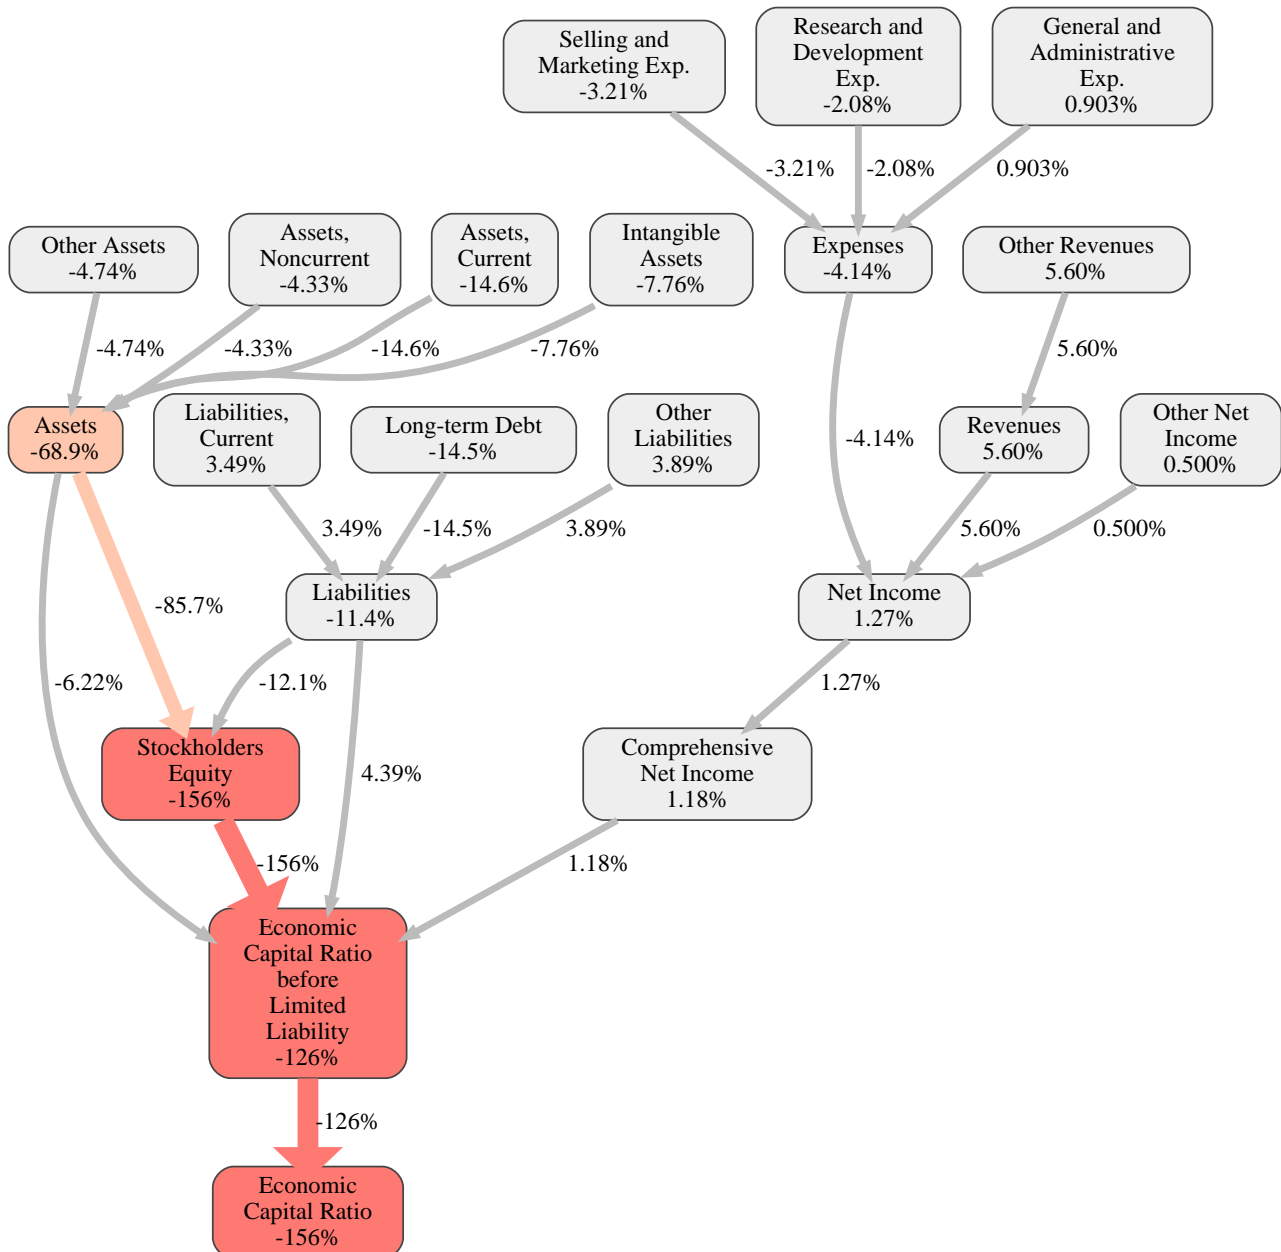 Selling and
Marketing Exp.
-3.21%
Research and
Development
Exp.
-2.08%
General and
Administrative
Exp.
0.903%
-3.21%
-2.08%
0.903%
Other Assets
-4.74%
Assets,
Noncurrent
-4.33%
Assets,
Current
-14.6%
Intangible
Assets
-7.76%
Expenses
-4.14%
Other Revenues
5.60%
-4.74%
-4.33%
-14.6%
-7.76%
5.60%
Assets
-68.9%
Liabilities,
Current
3.49%
Long-term Debt
-14.5%
Other
Liabilities
3.89%
-4.14%
Revenues
5.60%
Other Net
Income
0.500%
3.49%
-14.5%
3.89%
5.60%
0.500%
-85.7%
Liabilities
-11.4%
Net Income
1.27%
-6.22%
-12.1%
1.27%
Stockholders
Equity
-156%
4.39%
Comprehensive
Net Income
1.18%
-156%
1.18%
Economic
Capital Ratio
before
Limited
Liability
-126%
-126%
Economic
Capital Ratio
-156%